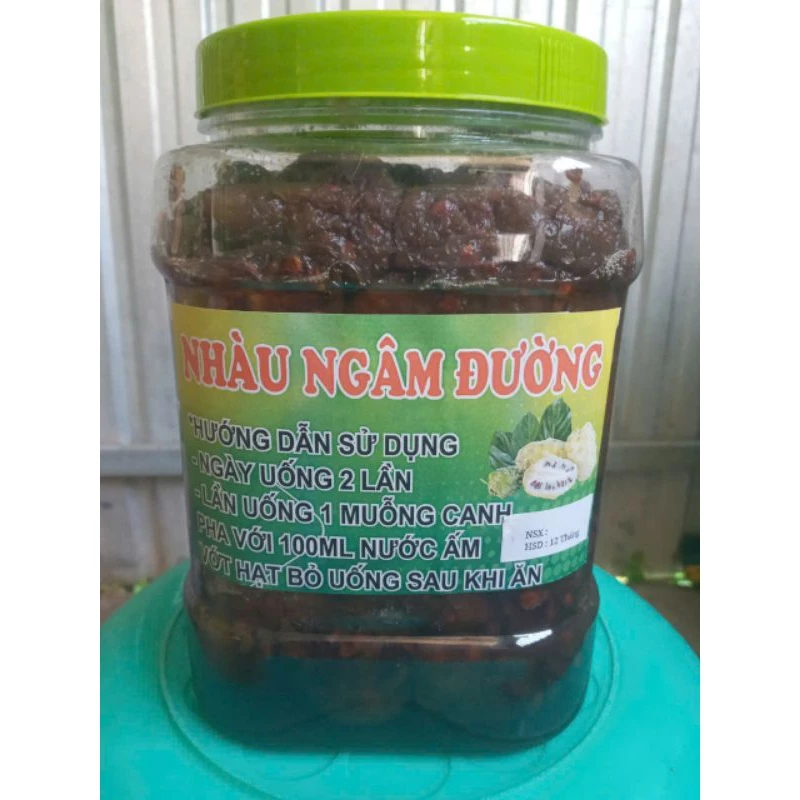 NHÀU NGÂM ĐƯỜNG
*HƯỚNG DẪN SỬ DỤNG
- NGÀY UỐNG 2 LẦN
- LẦN UỐNG 1 MUỖNG CANH
PHA VỚI 100ML NƯỚC ẤM
VỚT HẠT BỎ UỐNG SAU KHI ĂN
NSX :
HSD : 12 Tháng